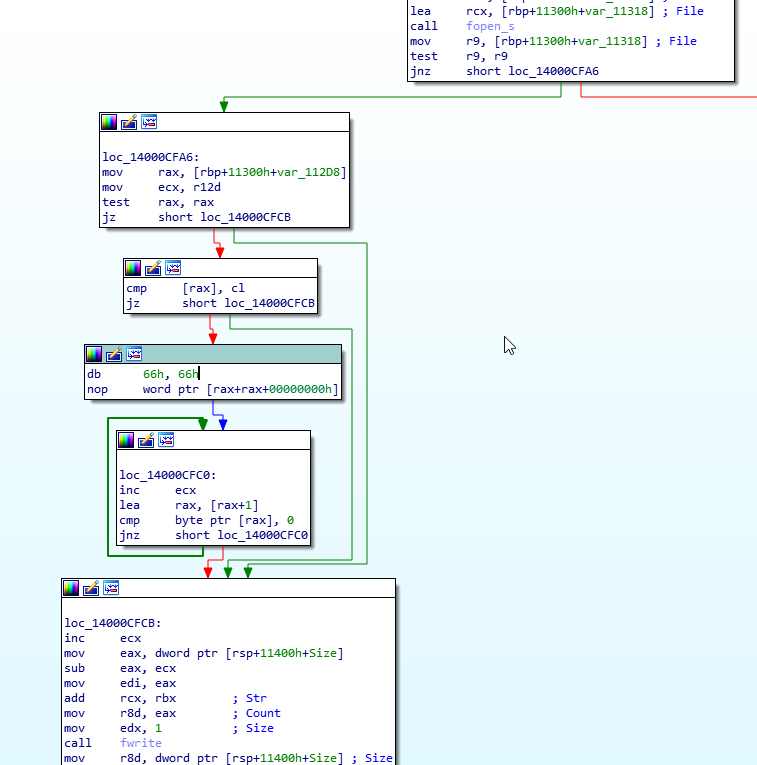 lea rcx, [rbp+11300h+var_11318] ; File
call fopen_s
mov r9, [rbp+11300h+var_11318] ; File
test r9, r9
jnz short loc_14000CFA6
loc_14000CFA6:
mov rax, [rbp+11300h+var_112D8]
mov ecx, r12d
test rax, rax
jz short loc_14000CFCB
cmp [rax], cl
jz short loc_14000CFCB
db 66h, 66h
nop word ptr [rax+rax+00000000h]
loc_14000CFC0:
inc ecx
lea rax, [rax+1]
cmp byte ptr [rax], 0
jnz short loc_14000CFC0
loc_14000CFCB:
inc ecx
mov eax, dword ptr [rsp+11400h+Size]
sub eax, ecx
mov edi, eax
add rcx, rbx ; Str
mov r8d, eax ; Count
mov edx, 1 ; Size
call fwrite
mov r8d, dword ptr [rsp+11400h+Size] ; Size